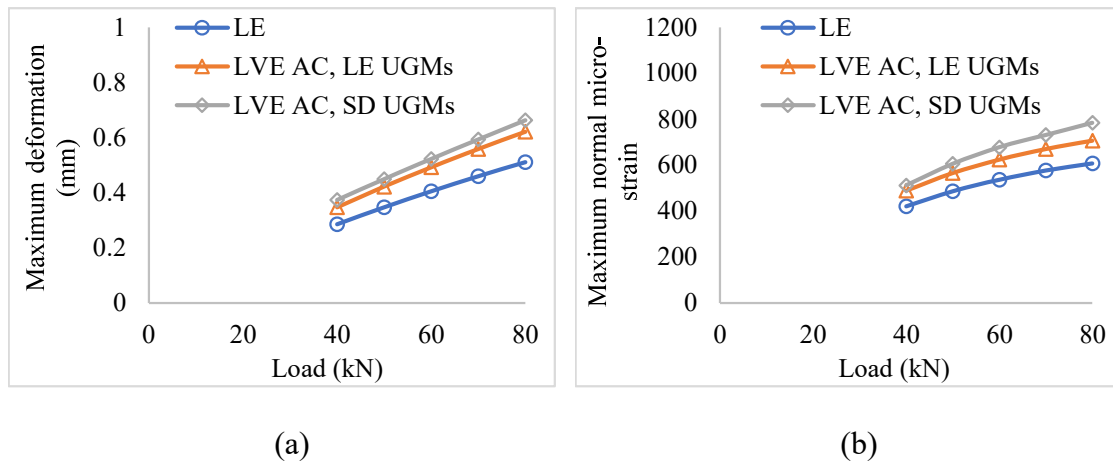 LE
LVE AC, LE UGMs
LVE AC, SD UGMs
Maximum deformation
(mm)
1
0.8
0.6
0.4
0.2
0
0 20 40 60 80
Load (kN)
(a)
LE
LVE AC, LE UGMs
LVE AC, SD UGMs
Maximum normal micro-
strain
1200
1000
800
600
400
200
0
0 20 40 60 80
Load (kN)
(b)